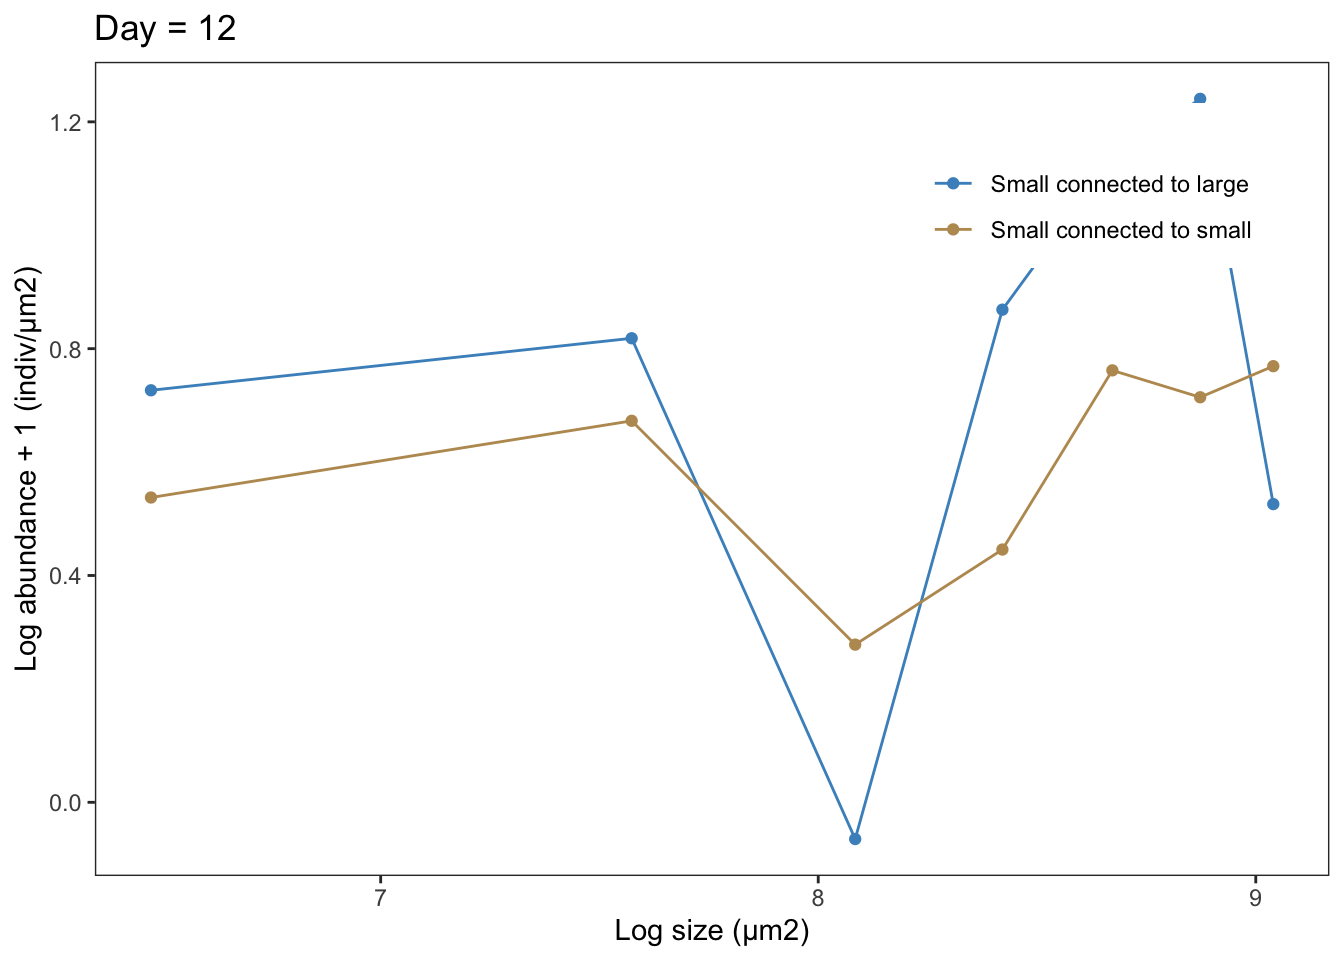 Day = 12
Log abundance + 1 (indiv/µm2)
1.2
0.8
0.4
0.0
Small connected to large
Small connected to small
7
8
9
Log size (µm2)